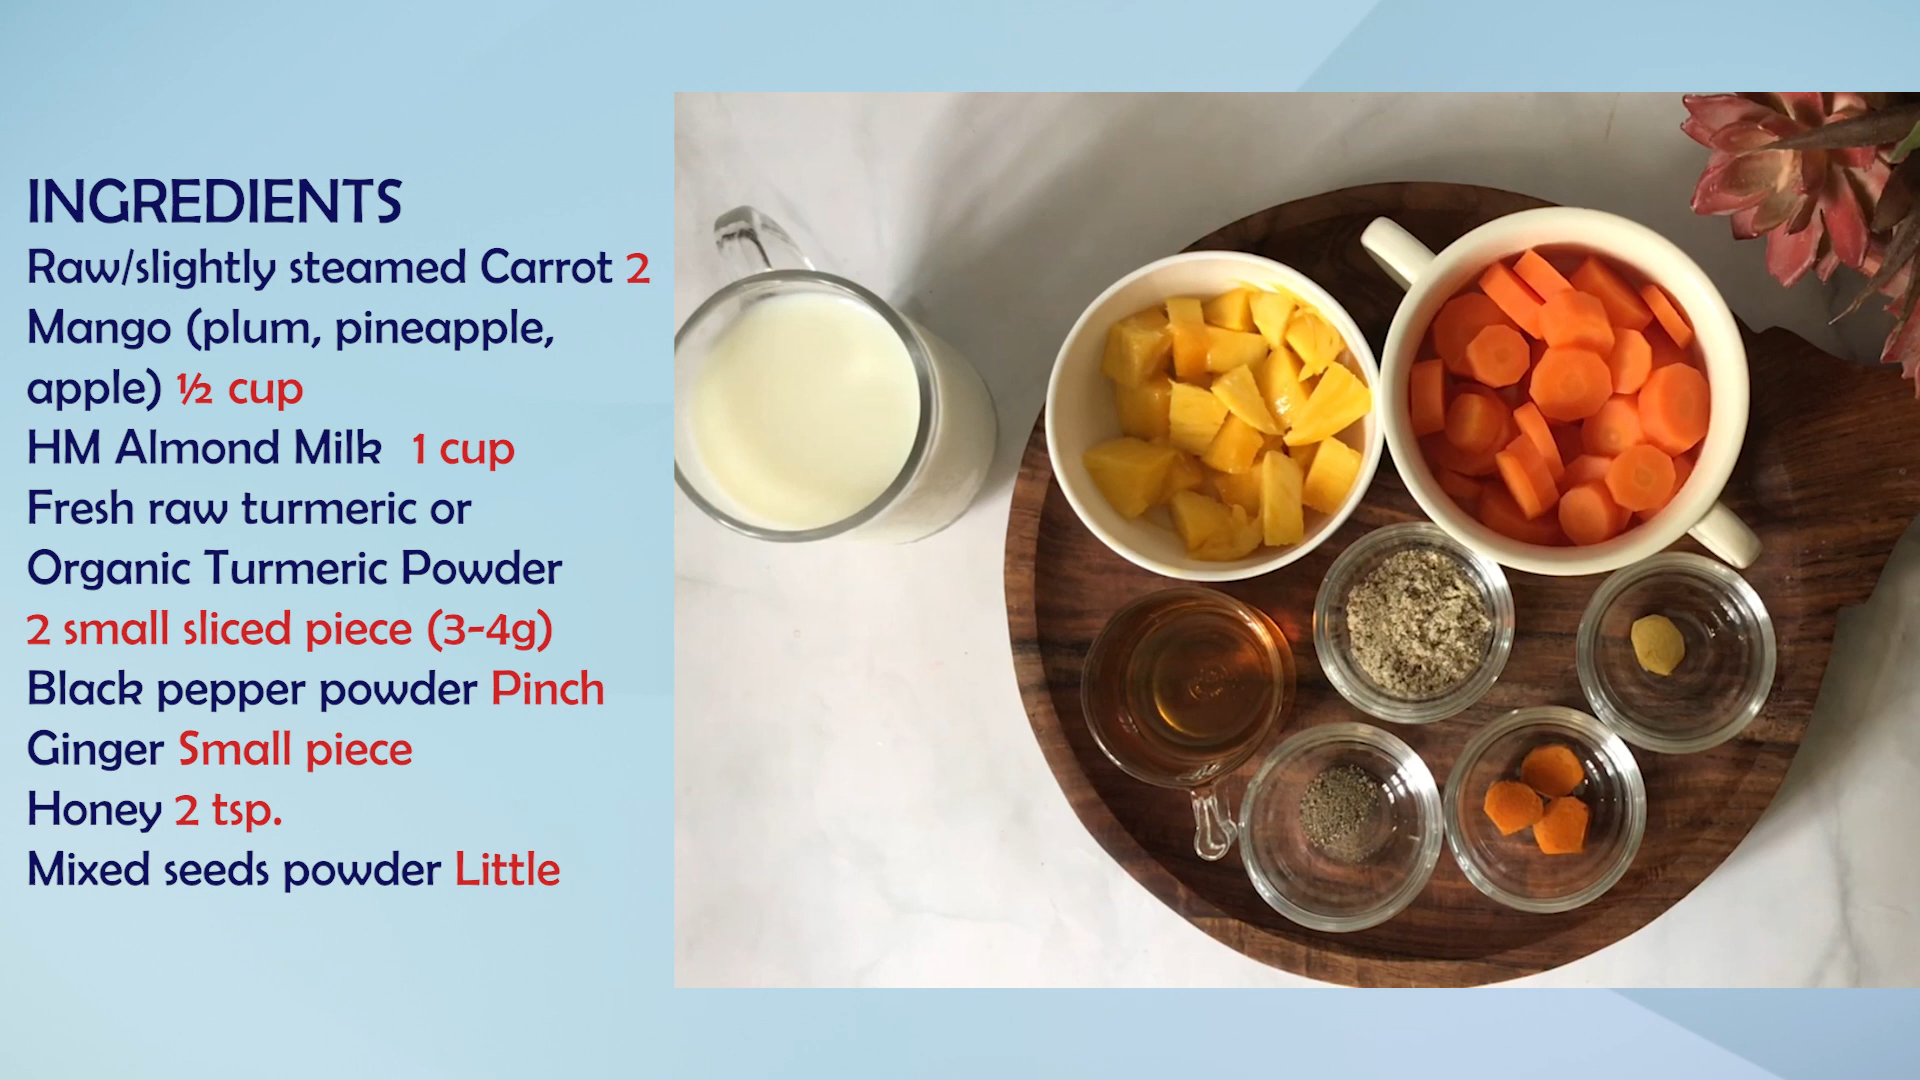 INGREDIENTS
Raw/slightly steamed Carrot 2
Mango (plum, pineapple,
apple) ½ cup
HM Almond Milk 1 cup
Fresh raw turmeric or
Organic Turmeric Powder
2 small sliced piece (3-4g)
Black pepper powder Pinch
Ginger Small piece
Honey 2 tsp.
Mixed seeds powder Little